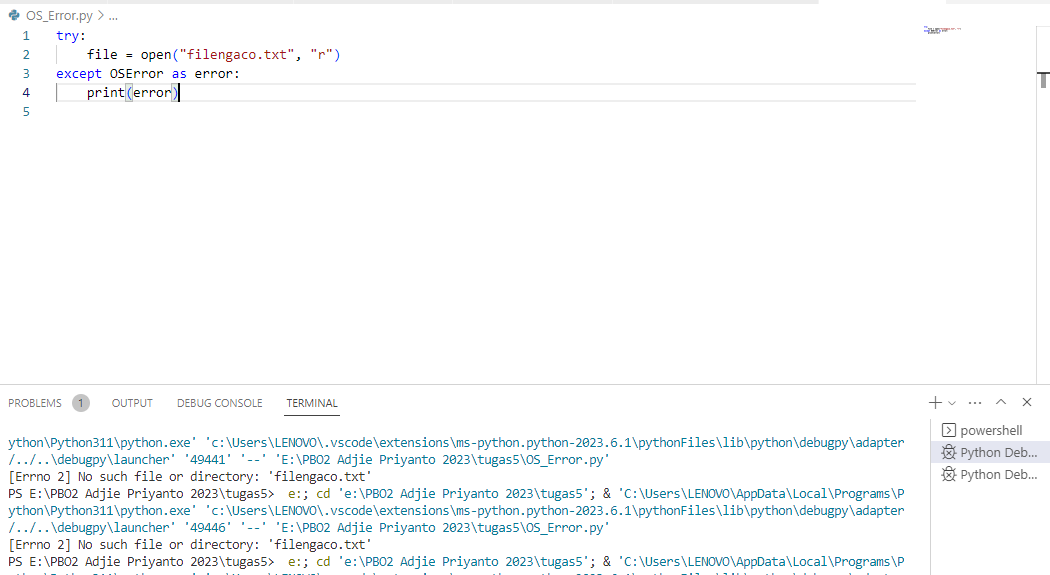 OS_Error.py > ...
1 try:
2     file = open("filengaco.txt", "r")
3 except OSError as error:
4     print(error)
5
PROBLEMS 1 OUTPUT DEBUG CONSOLE TERMINAL
ython\Python311\python.exe' 'c:\Users\LENOVO\.vscode\extensions\ms-python.python-2023.6.1\pythonFiles\lib\python\debugpy\adapter
/../..\debugpy\launcher' '49441' '--' 'E:\PBO2 Adjie Priyanto 2023\tugas5\OS_Error.py'
[Errno 2] No such file or directory: 'filengaco.txt'
PS E:\PBO2 Adjie Priyanto 2023\tugas5>  e:; cd 'e:\PBO2 Adjie Priyanto 2023\tugas5'; & 'C:\Users\LENOVO\AppData\Local\Programs\P
ython\Python311\python.exe' 'c:\Users\LENOVO\.vscode\extensions\ms-python.python-2023.6.1\pythonFiles\lib\python\debugpy\adapter
/../..\debugpy\launcher' '49446' '--' 'E:\PBO2 Adjie Priyanto 2023\tugas5\OS_Error.py'
[Errno 2] No such file or directory: 'filengaco.txt'
PS E:\PBO2 Adjie Priyanto 2023\tugas5>  e:; cd 'e:\PBO2 Adjie Priyanto 2023\tugas5'; & 'C:\Users\LENOVO\AppData\Local\Programs\P
powershell
Python Deb...
Python Deb...